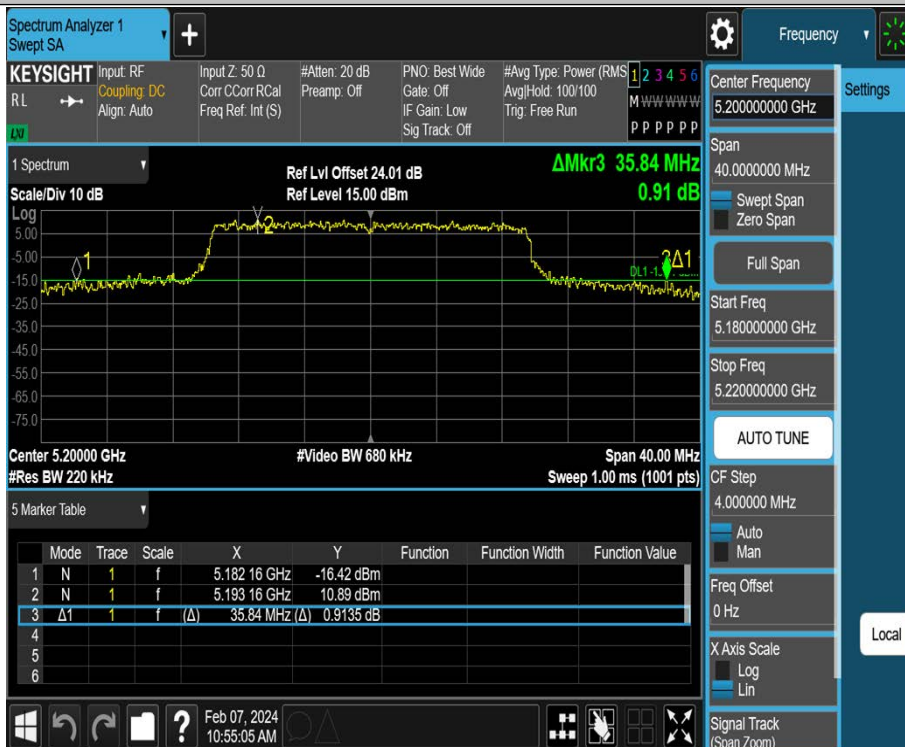 Spectrum Analyzer 1
Swept SA
+
Frequency
KEYSIGHT
RL
LXI
Input: RF
Coupling: DC
Align: Auto
Input Z: 50 Ω
Corr CCorr RCal
Freq Ref: Int (S)
#Atten: 20 dB
Preamp: Off
PNO: Best Wide
Gate: Off
IF Gain: Low
Sig Track: Off
#Avg Type: Power (RMS
Avg|Hold: 100/100
Trig: Free Run
1 2 3 4 5 6
M W W W W W
P P P P P P
1 Spectrum
Scale/Div 10 dB
Ref Lvl Offset 24.01 dB
Ref Level 15.00 dBm
ΔMkr3 35.84 MHz
0.91 dB
Log
5.00
-5.00
-15.0
-25.0
-35.0
-45.0
-55.0
-65.0
-75.0
1
2
3Δ1
Center 5.20000 GHz
#Video BW 680 kHz
Span 40.00 MHz
#Res BW 220 kHz
Sweep 1.00 ms (1001 pts)
5 Marker Table
Mode Trace Scale X Y Function Function Width Function Value
1 N 1 f 5.182 16 GHz -16.42 dBm
2 N 1 f 5.193 16 GHz 10.89 dBm
3 Δ1 1 f (Δ) 35.84 MHz (Δ) 0.9135 dB
4
5
6
?
Feb 07, 2024
10:55:05 AM
Center Frequency
5.200000000 GHz
Settings
Span
40.0000000 MHz
Swept Span
Zero Span
Full Span
Start Freq
5.180000000 GHz
Stop Freq
5.220000000 GHz
AUTO TUNE
CF Step
4.000000 MHz
Auto
Man
Freq Offset
0 Hz
Local
X Axis Scale
Log
Lin
Signal Track
(Span Zoom)